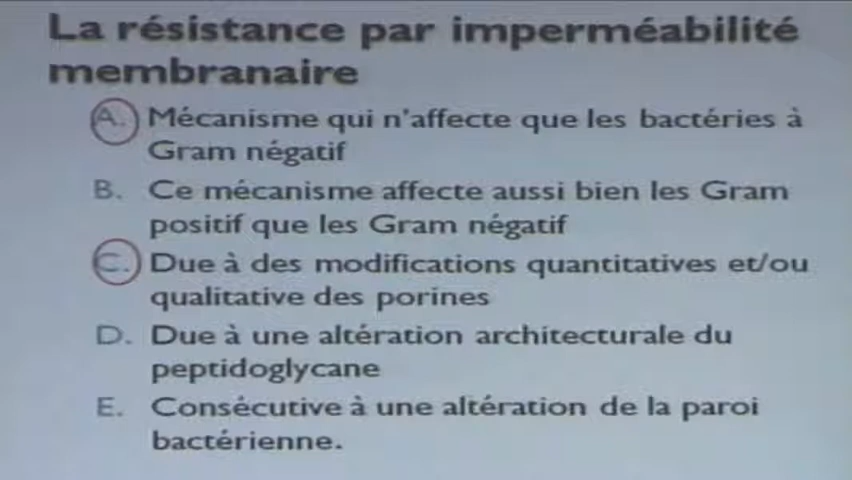 La résistance par imperméabilité
membranaire
A. Mécanisme qui n'affecte que les bactéries à
Gram négatif
B. Ce mécanisme affecte aussi bien les Gram
positif que les Gram négatif
C. Due à des modifications quantitatives et/ou
qualitative des porines
D. Due à une altération architecturale du
peptidoglycane
E. Consécutive à une altération de la paroi
bactérienne.